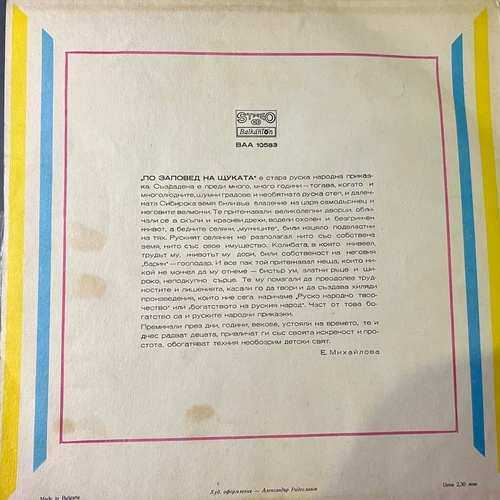 STEREO
БалкаНТон
ВАА 10583
„ПО ЗАПОВЕД НА ЩУКАТА“ е стара руска народна приказ-
ка. Създадена е преди много, много години — тогава, когато и
многолюдните, шумни градове, и необятната руска степ, и далеч-
ната Сибирска земя били във владение на царя самодържец и
неговите велможи. Те притежавали великолепни дворци, обли-
чали се в скъпи и красиви дрехи, водели охолен и безгрижен
живот, а бедните селяни, „мужиците“, били изцяло подвластни
на тях. Руският селянин не разполагал нито със собствена
земя, нито със свое имущество. Колибата, в която живеел,
трудът му, животът му дори, били собственост на неговия
„барин“ — господар. И все пак той притежавал неща, които ни-
кой не можел да му отнеме — бистър ум, златни ръце и ши-
роко, неподкупно сърце. Те му помагали да преодолее труд-
ностите и лишенията, карали го да твори и да създава хиляди
произведения, които ние сега наричаме „Руско народно твор-
чество“ или „богатството на руския народ“. Част от това бо-
гатство са и руските народни приказки.
Преминали през дни, години, векове, устояли на времето, те и
днес радват децата, привличат ги със своята искреност и про-
стота, обогатяват техния необозрим детски свят.
Е. Михайлова
Made in Bulgaria
Худ. оформление — Александър Радославов
Цена 2,30 лева